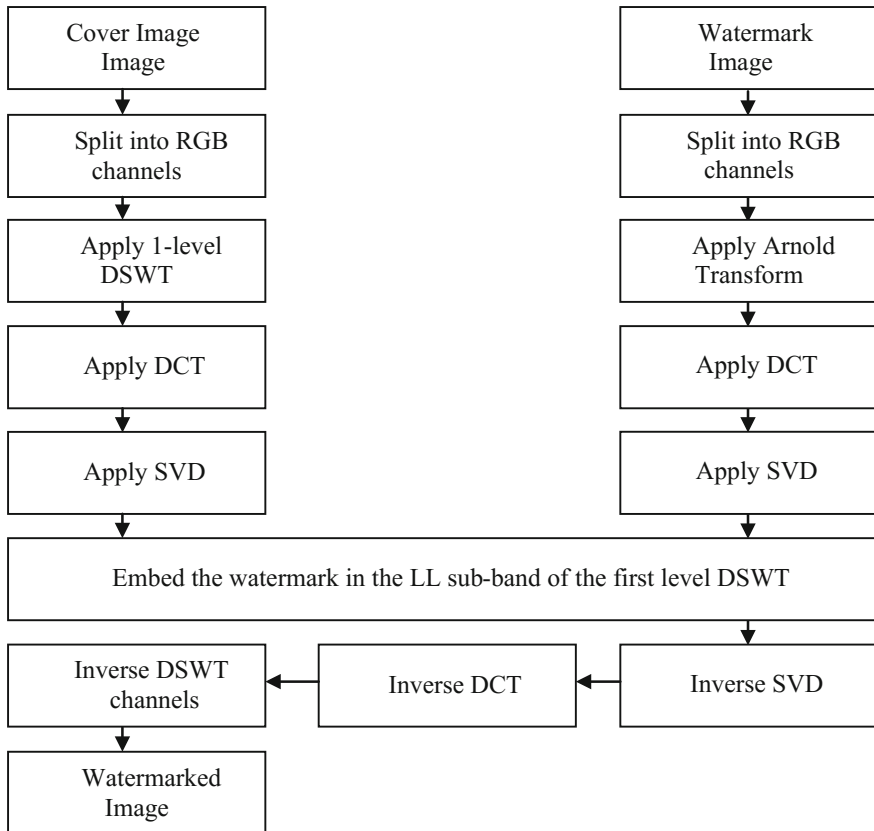 Cover Image
Image
Watermark
Image
Split into RGB
channels
Split into RGB
channels
Apply 1-level
DSWT
Apply Arnold
Transform
Apply DCT
Apply DCT
Apply SVD
Apply SVD
Embed the watermark in the LL sub-band of the first level DSWT
Inverse DSWT
channels
Inverse DCT
Inverse SVD
Watermarked
Image